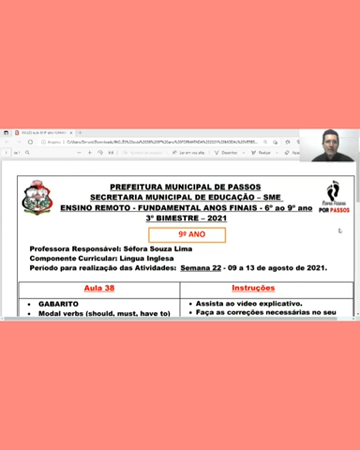 PREFEITURA MUNICIPAL DE PASSOS
SECRETARIA MUNICIPAL DE EDUCAÇÃO – SME
ENSINO REMOTO - FUNDAMENTAL ANOS FINAIS - 6º ao 9º ano
3º BIMESTRE – 2021
POR PASSOS
9º ANO
Professora Responsável: Séfora Souza Lima
Componente Curricular: Língua Inglesa
Período para realização das Atividades: Semana 22 - 09 a 13 de agosto de 2021.
Aula 38
Instruções
• GABARITO
• Modal verbs (should, must, have to)
• Assista ao vídeo explicativo.
• Faça as correções necessárias no seu